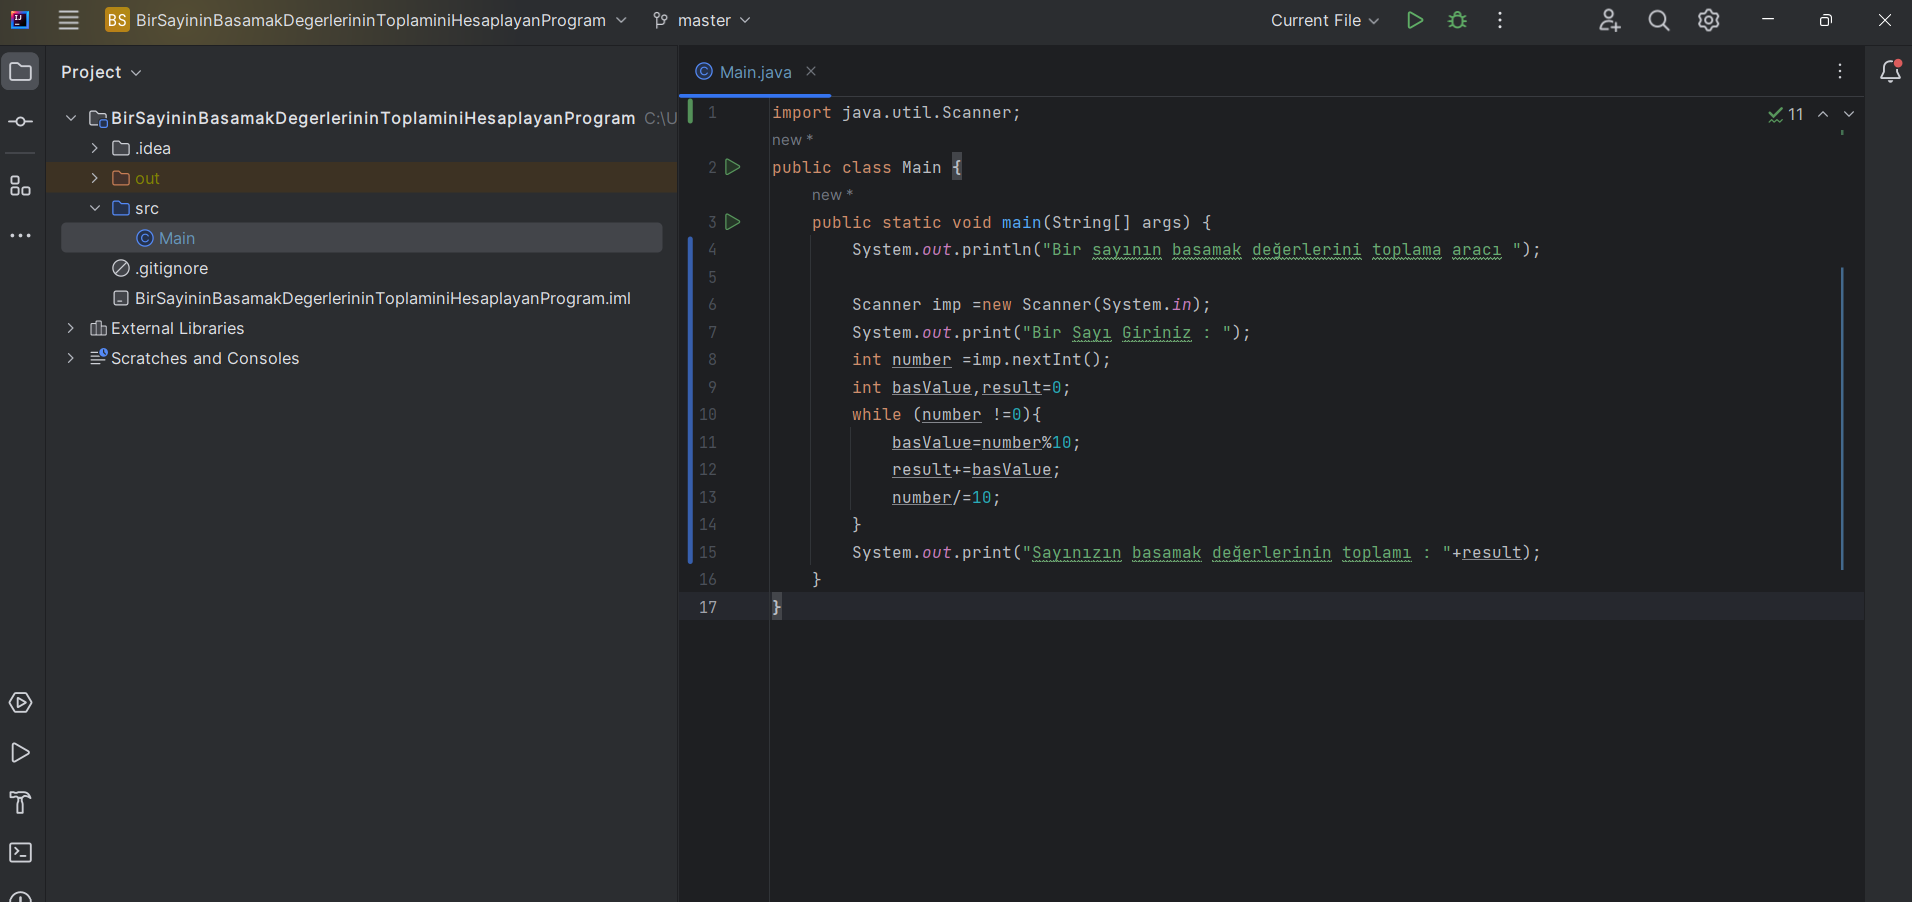 BS BirSayininBasamakDegerlerininToplaminiHesaplayanProgram master Current File
Project
BirSayininBasamakDegerlerininToplaminiHesaplayanProgram C:\U
.idea
out
src
Main
.gitignore
BirSayininBasamakDegerlerininToplaminiHesaplayanProgram.iml
External Libraries
Scratches and Consoles
Main.java
11
1 import java.util.Scanner;
new *
2 public class Main {
new *
3 public static void main(String[] args) {
4 System.out.println("Bir sayının basamak değerlerini toplama aracı ");
5
6 Scanner imp =new Scanner(System.in);
7 System.out.print("Bir Sayı Giriniz : ");
8 int number =imp.nextInt();
9 int basValue,result=0;
10 while (number !=0){
11 basValue=number%10;
12 result+=basValue;
13 number/=10;
14 }
15 System.out.print("Sayınızın basamak değerlerinin toplamı : "+result);
16 }
17 }